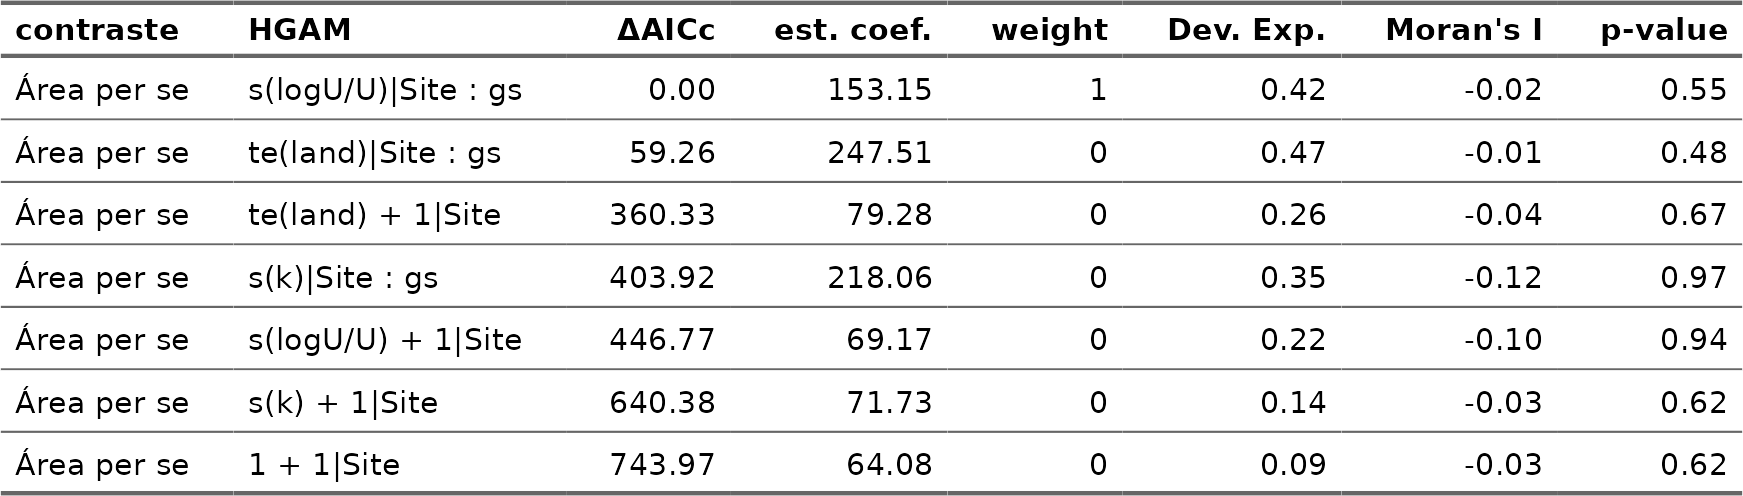 contraste HGAM ΔAICc est. coef. weight Dev. Exp. Moran's I p-value
Área per se s(logU/U)|Site : gs 0.00 153.15 1 0.42 -0.02 0.55
Área per se te(land)|Site : gs 59.26 247.51 0 0.47 -0.01 0.48
Área per se te(land) + 1|Site 360.33 79.28 0 0.26 -0.04 0.67
Área per se s(k)|Site : gs 403.92 218.06 0 0.35 -0.12 0.97
Área per se s(logU/U) + 1|Site 446.77 69.17 0 0.22 -0.10 0.94
Área per se s(k) + 1|Site 640.38 71.73 0 0.14 -0.03 0.62
Área per se 1 + 1|Site 743.97 64.08 0 0.09 -0.03 0.62